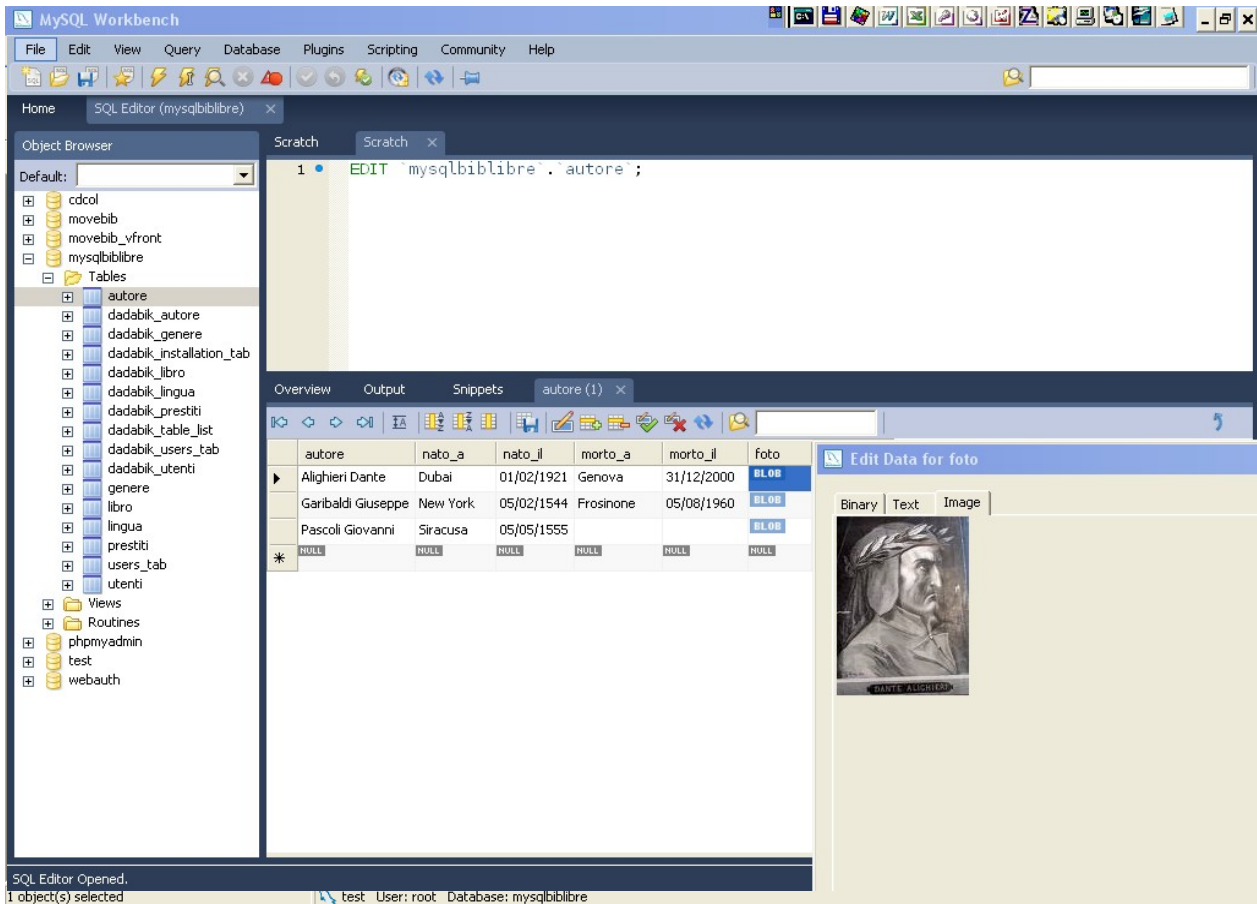 MySQL Workbench
File Edit View Query Database Plugins Scripting Community Help
Home SQL Editor (mysqlbiblibre) ×
Object Browser
Default:
cdcol
movebib
movebib_vfront
mysqlbiblibre
Tables
autore
dadabik_autore
dadabik_genere
dadabik_installation_tab
dadabik_libro
dadabik_lingua
dadabik_prestiti
dadabik_table_list
dadabik_users_tab
dadabik_utenti
genere
libro
lingua
prestiti
users_tab
utenti
Views
Routines
phpmyadmin
test
webauth
Scratch Scratch ×
1 EDIT `mysqlbiblibre`.`autore`;
Overview Output Snippets autore (1) ×
autore nato_a nato_il morto_a morto_il foto
Alighieri Dante Dubai 01/02/1921 Genova 31/12/2000 BLOB
Garibaldi Giuseppe New York 05/02/1544 Frosinone 05/08/1960 BLOB
Pascoli Giovanni Siracusa 05/05/1555 BLOB
NULL NULL NULL NULL NULL NULL
Edit Data for foto
Binary Text Image
DANTE ALIGHIERI
SQL Editor Opened.
1 object(s) selected test User: root Database: mysqlbiblibre